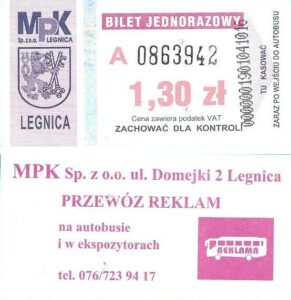 MPK
Sp. z o.o. LEGNICA
LEGNICA
BILET JEDNORAZOWY
A 0863942
1,30 zł
Cena zawiera podatek VAT
ZACHOWAĆ DLA KONTROLI
TU KASOWAĆ
ZARAZ PO WEJŚCIU DO AUTOBUSU
MPK Sp. z o.o. ul. Domejki 2 Legnica
PRZEWÓZ REKLAM
na autobusie
i w ekspozytorach
tel. 076/723 94 17
REKLAMA